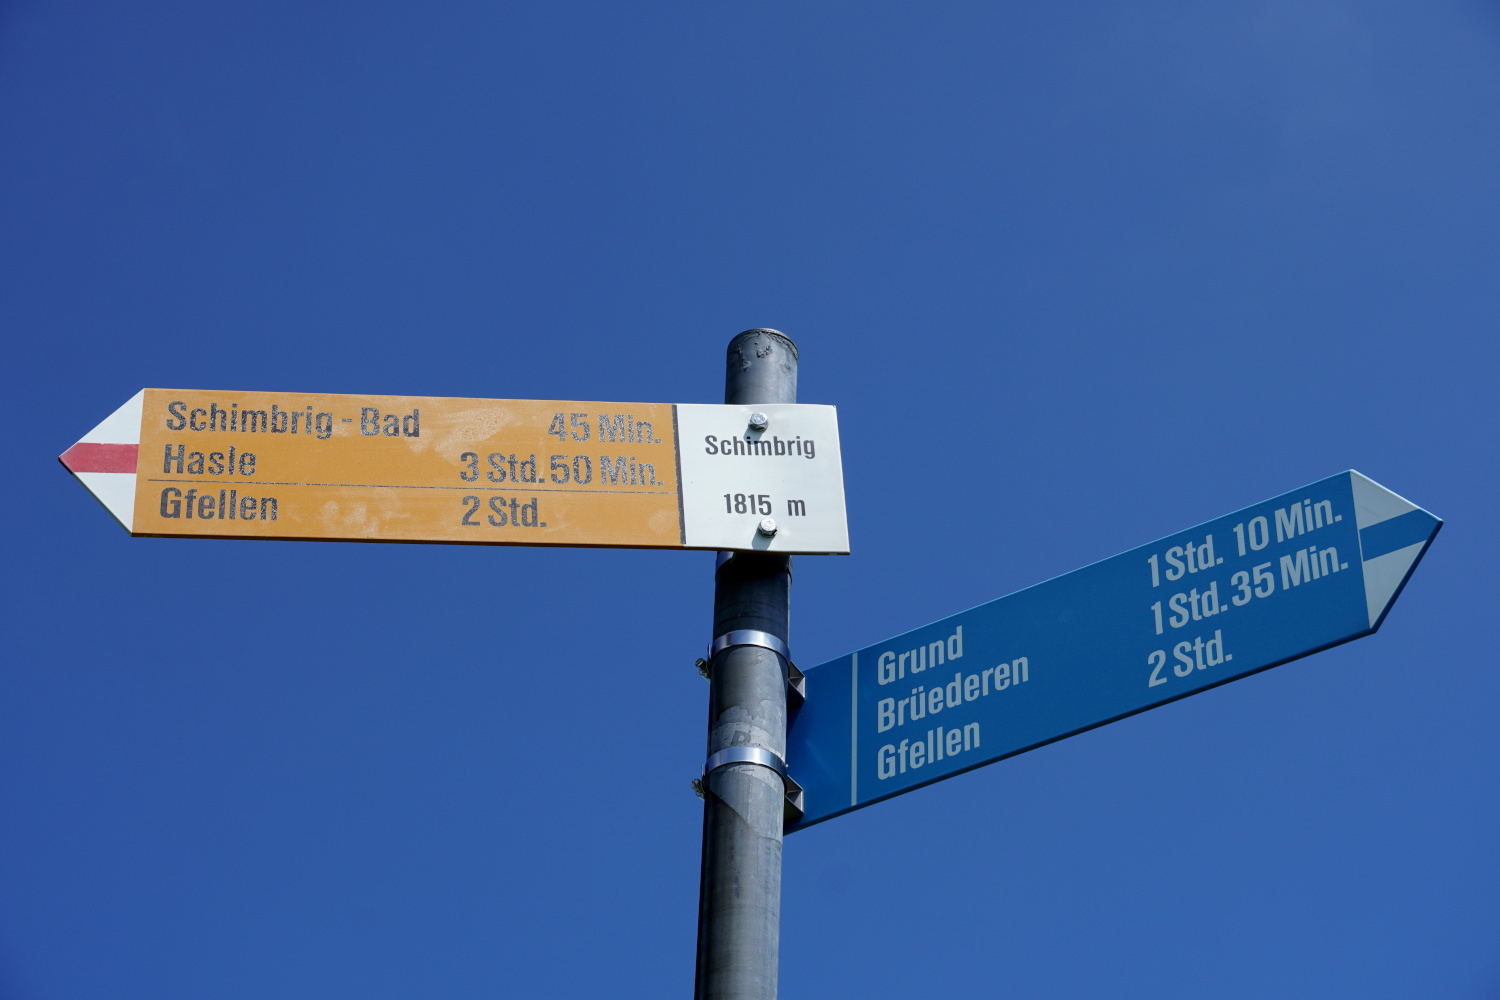 Schimbrig - Bad 45 Min.
Hasle 3 Std. 50 Min.
Gfellen 2 Std.
Schimbrig
1815 m
Grund 1 Std. 10 Min.
Brüederen 1 Std. 35 Min.
Gfellen 2 Std.